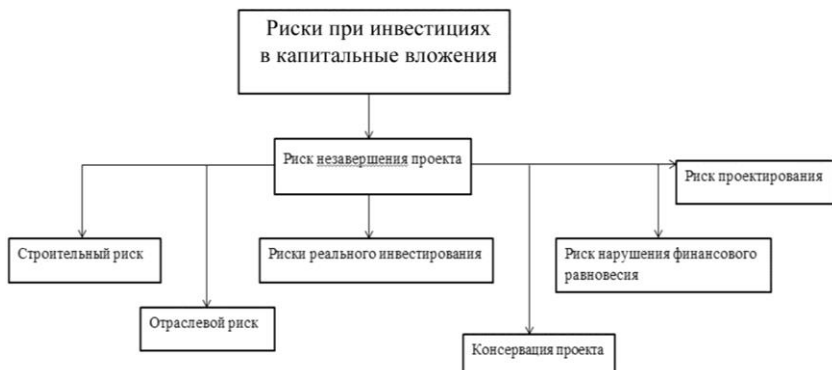 Риски при инвестициях
в капитальные вложения
Риск незавершения проекта
Риск проектирования
Строительный риск
Риски реального инвестирования
Риск нарушения финансового
равновесия
Отраслевой риск
Консервация проекта